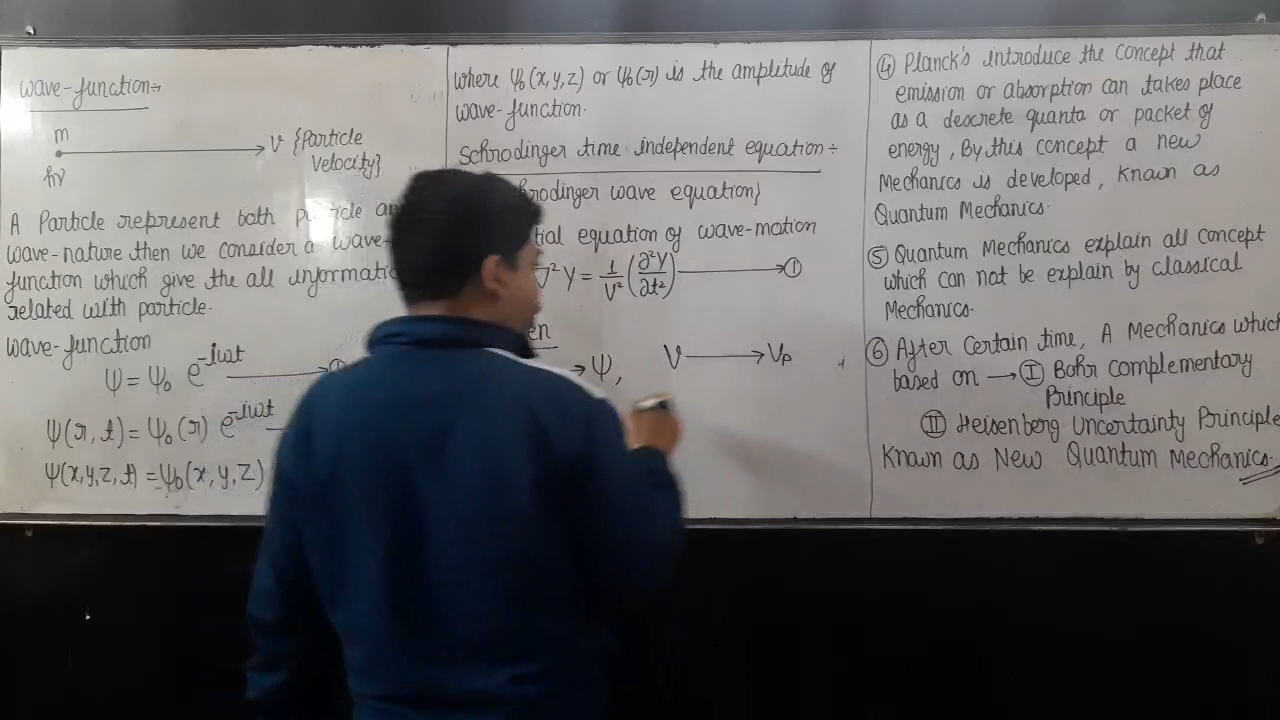 wave-function÷
m
V {Particle
velocity}
hν
A Particle represent both particle
wave-nature then we consider a wave-
function which give the all
related with particle.
wave-function
ψ = ψ₀ e^-iωt
ψ(r, t) = ψ₀(r) e^-iωt
ψ(x,y,z, t) = ψ₀(x, y, z)
where ψ₀(x,y,z) or ψ₀(r) is the amplitude of
wave-function.
Schrodinger time independent equation÷
wave equation}
equation of wave-motion
∇²Y = 1/V² (∂²Y/∂t²) → ①
→ ψ, V → Vp
④ Planck's introduce the concept that
emission or absorption can takes place
as a descrete quanta or packet of
energy, By this concept a new
Mechanics is developed, known as
Quantum Mechanics.
⑤ Quantum Mechanics explain all concept
which can not be explain by classical
Mechanics.
⑥ After Certain time, A Mechanics which
based on → Ⓘ Bohr complementary
Principle
Ⓘ Heisenberg Uncertainty Principle
Known as New Quantum Mechanics.